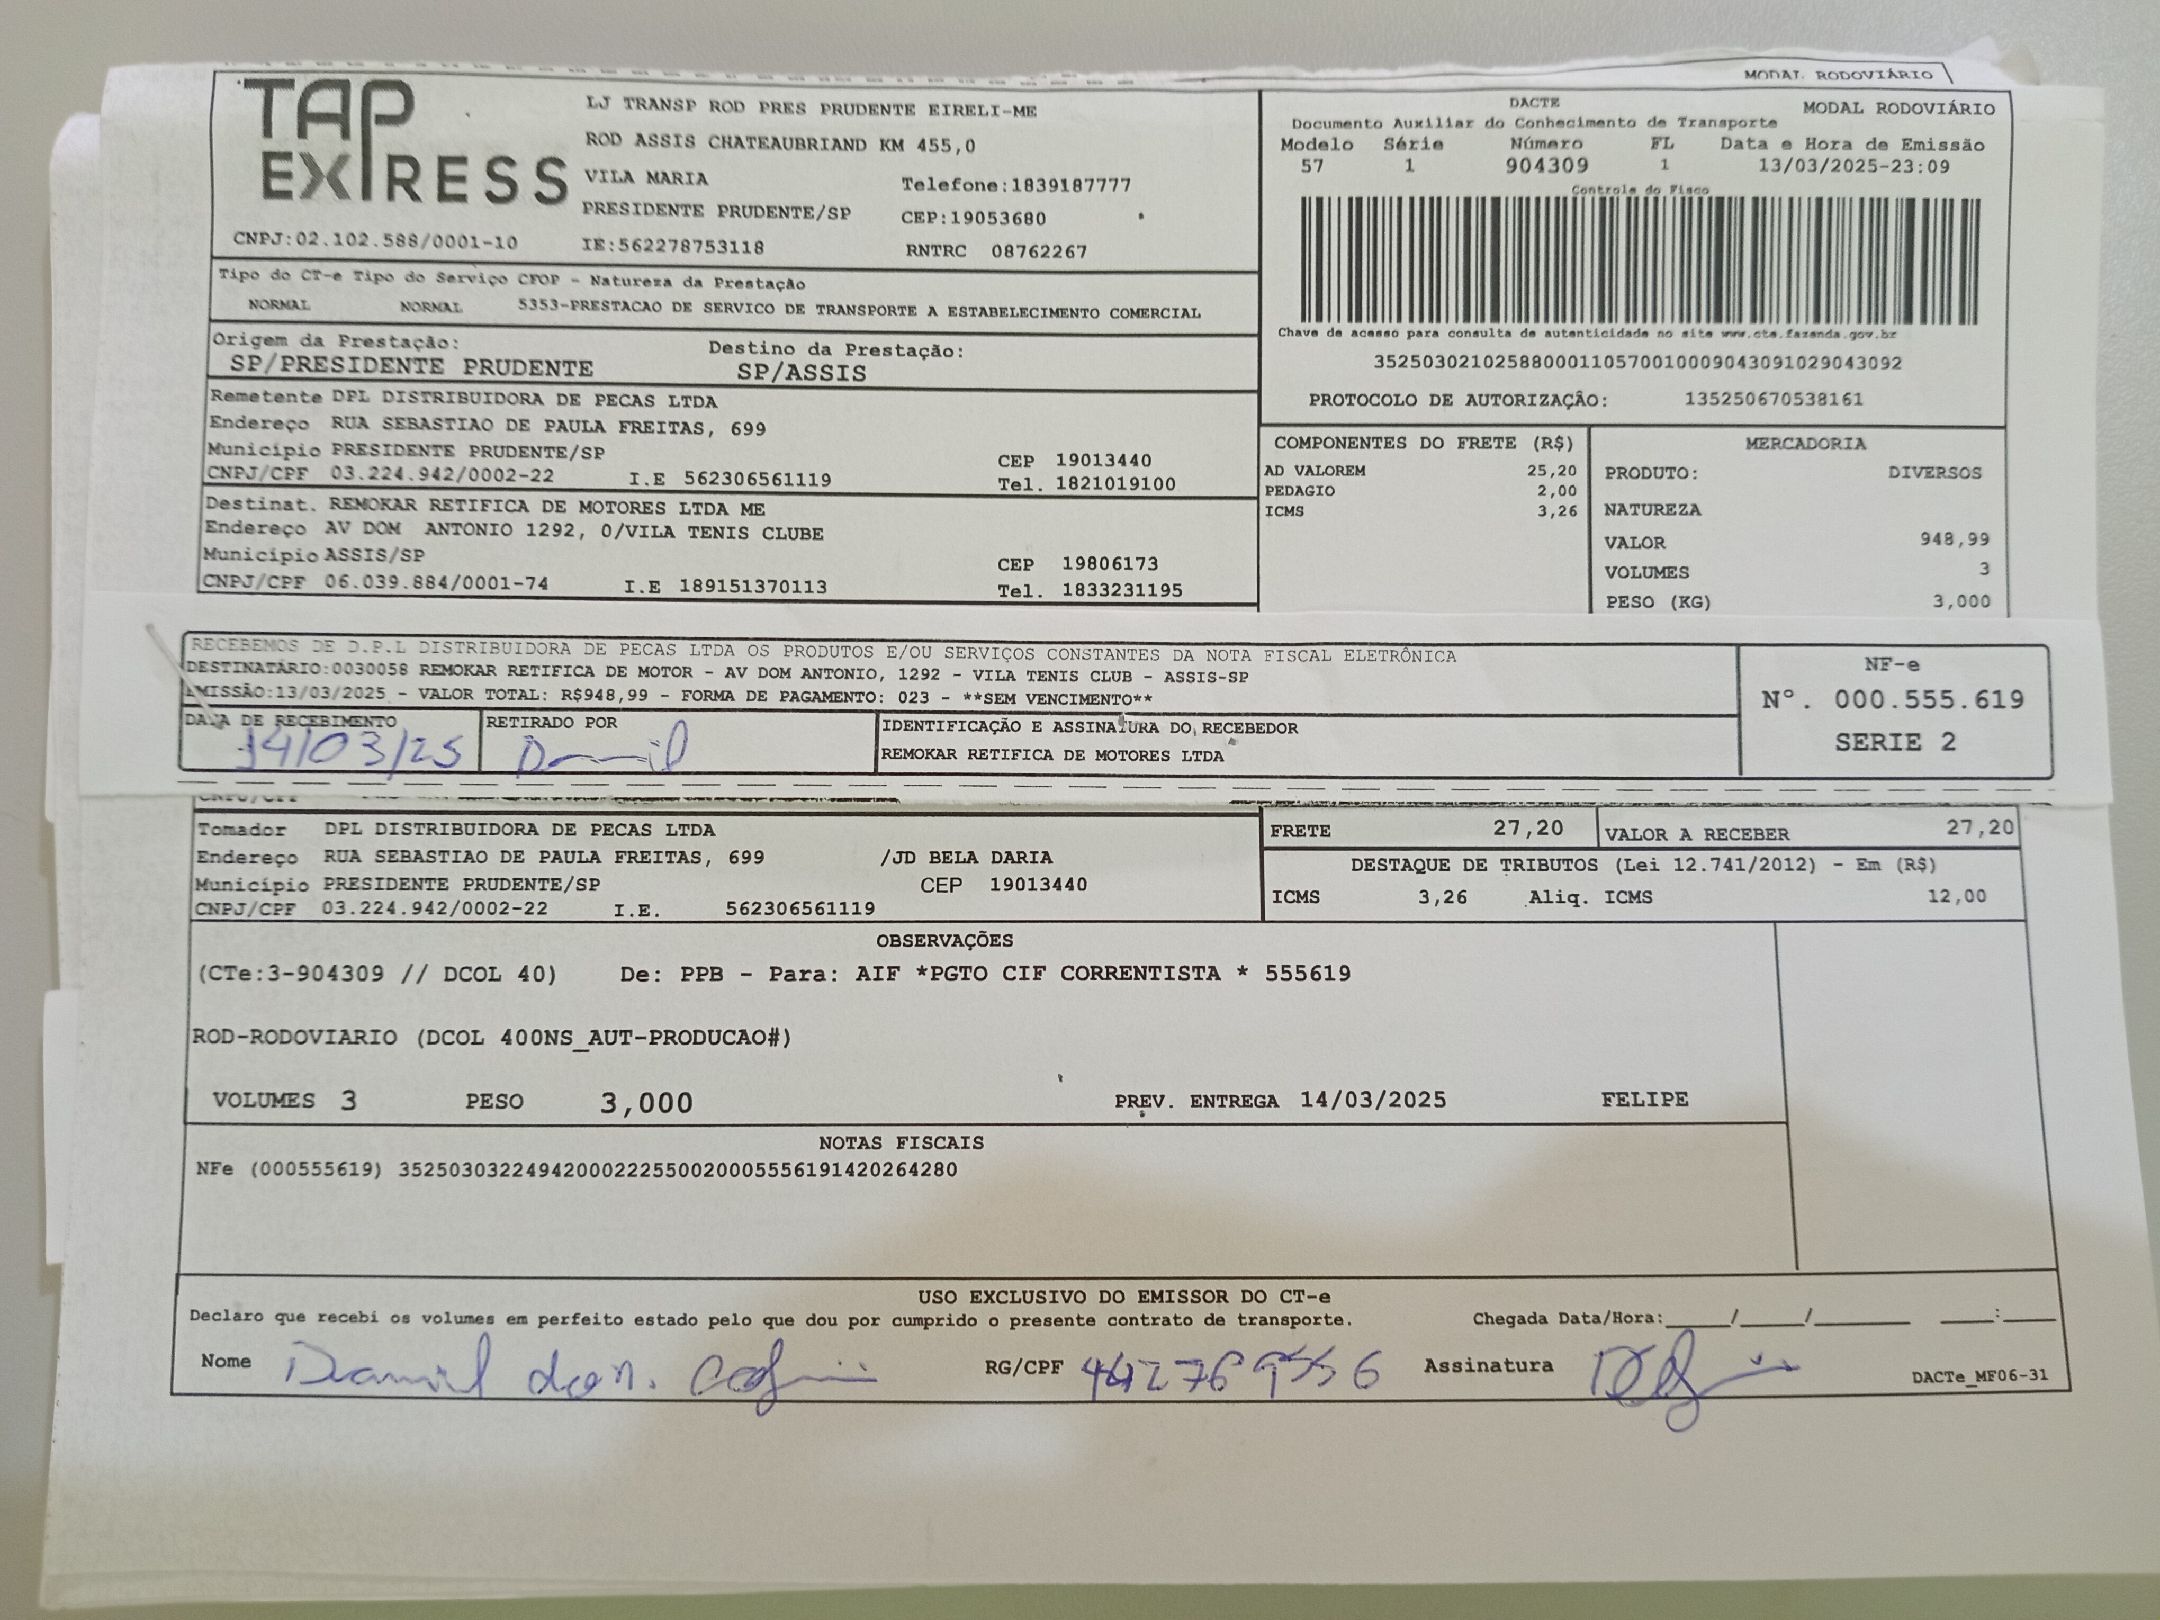 MODAL RODOVIÁRIO
TAP EXPRESS
LJ TRANSP ROD PRES PRUDENTE EIRELI-ME
ROD ASSIS CHATEAUBRIAND KM 455,0
VILA MARIA Telefone:1839187777
PRESIDENTE PRUDENTE/SP CEP:19053680
CNPJ:02.102.588/0001-10 IE:562278753118 RNTRC 08762267
DACTE MODAL RODOVIÁRIO
Documento Auxiliar do Conhecimento de Transporte
Modelo Série Número FL Data e Hora de Emissão
57 1 904309 1 13/03/2025-23:09
Controle do Fisco
Chave de acesso para consulta de autenticidade no site www.cte.fazenda.gov.br
35250302102588000110570010009043091029043092
PROTOCOLO DE AUTORIZAÇÃO: 135250670538161
Tipo do CT-e Tipo do Serviço CFOP - Natureza da Prestação
NORMAL NORMAL 5353-PRESTACAO DE SERVICO DE TRANSPORTE A ESTABELECIMENTO COMERCIAL
Origem da Prestação: Destino da Prestação:
SP/PRESIDENTE PRUDENTE SP/ASSIS
Remetente DPL DISTRIBUIDORA DE PECAS LTDA
Endereço RUA SEBASTIAO DE PAULA FREITAS, 699
Município PRESIDENTE PRUDENTE/SP CEP 19013440
CNPJ/CPF 03.224.942/0002-22 I.E 562306561119 Tel. 1821019100
Destinat. REMOKAR RETIFICA DE MOTORES LTDA ME
Endereço AV DOM ANTONIO 1292, 0/VILA TENIS CLUBE
Município ASSIS/SP CEP 19806173
CNPJ/CPF 06.039.884/0001-74 I.E 189151370113 Tel. 1833231195
COMPONENTES DO FRETE (R$)
AD VALOREM 25,20
PEDAGIO 2,00
ICMS 3,26
MERCADORIA
PRODUTO: DIVERSOS
NATUREZA
VALOR 948,99
VOLUMES 3
PESO (KG) 3,000
RECEBEMOS DE D.P.L DISTRIBUIDORA DE PECAS LTDA OS PRODUTOS E/OU SERVIÇOS CONSTANTES DA NOTA FISCAL ELETRÔNICA
DESTINATÁRIO:0030058 REMOKAR RETIFICA DE MOTOR - AV DOM ANTONIO, 1292 - VILA TENIS CLUB - ASSIS-SP
EMISSÃO:13/03/2025 - VALOR TOTAL: R$948,99 - FORMA DE PAGAMENTO: 023 - **SEM VENCIMENTO**
DATA DE RECEBIMENTO RETIRADO POR IDENTIFICAÇÃO E ASSINATURA DO RECEBEDOR
14/03/25 REMOKAR RETIFICA DE MOTORES LTDA
NF-e
Nº. 000.555.619
SERIE 2
CNPJ/CPF
Tomador DPL DISTRIBUIDORA DE PECAS LTDA
Endereço RUA SEBASTIAO DE PAULA FREITAS, 699 /JD BELA DARIA
Município PRESIDENTE PRUDENTE/SP CEP 19013440
CNPJ/CPF 03.224.942/0002-22 I.E. 562306561119
FRETE 27,20 VALOR A RECEBER 27,20
DESTAQUE DE TRIBUTOS (Lei 12.741/2012) - Em (R$)
ICMS 3,26 Aliq. ICMS 12,00
OBSERVAÇÕES
(CTe:3-904309 // DCOL 40) De: PPB - Para: AIF *PGTO CIF CORRENTISTA * 555619
ROD-RODOVIARIO (DCOL 400NS_AUT-PRODUCAO#)
VOLUMES 3 PESO 3,000 PREV. ENTREGA 14/03/2025 FELIPE
NOTAS FISCAIS
NFe (000555619) 35250303224942000222550020005556191420264280
USO EXCLUSIVO DO EMISSOR DO CT-e
Declaro que recebi os volumes em perfeito estado pelo que dou por cumprido o presente contrato de transporte. Chegada Data/Hora:____/____/________ ____:____
Nome RG/CPF 442769556 Assinatura DACTe_MF06-31